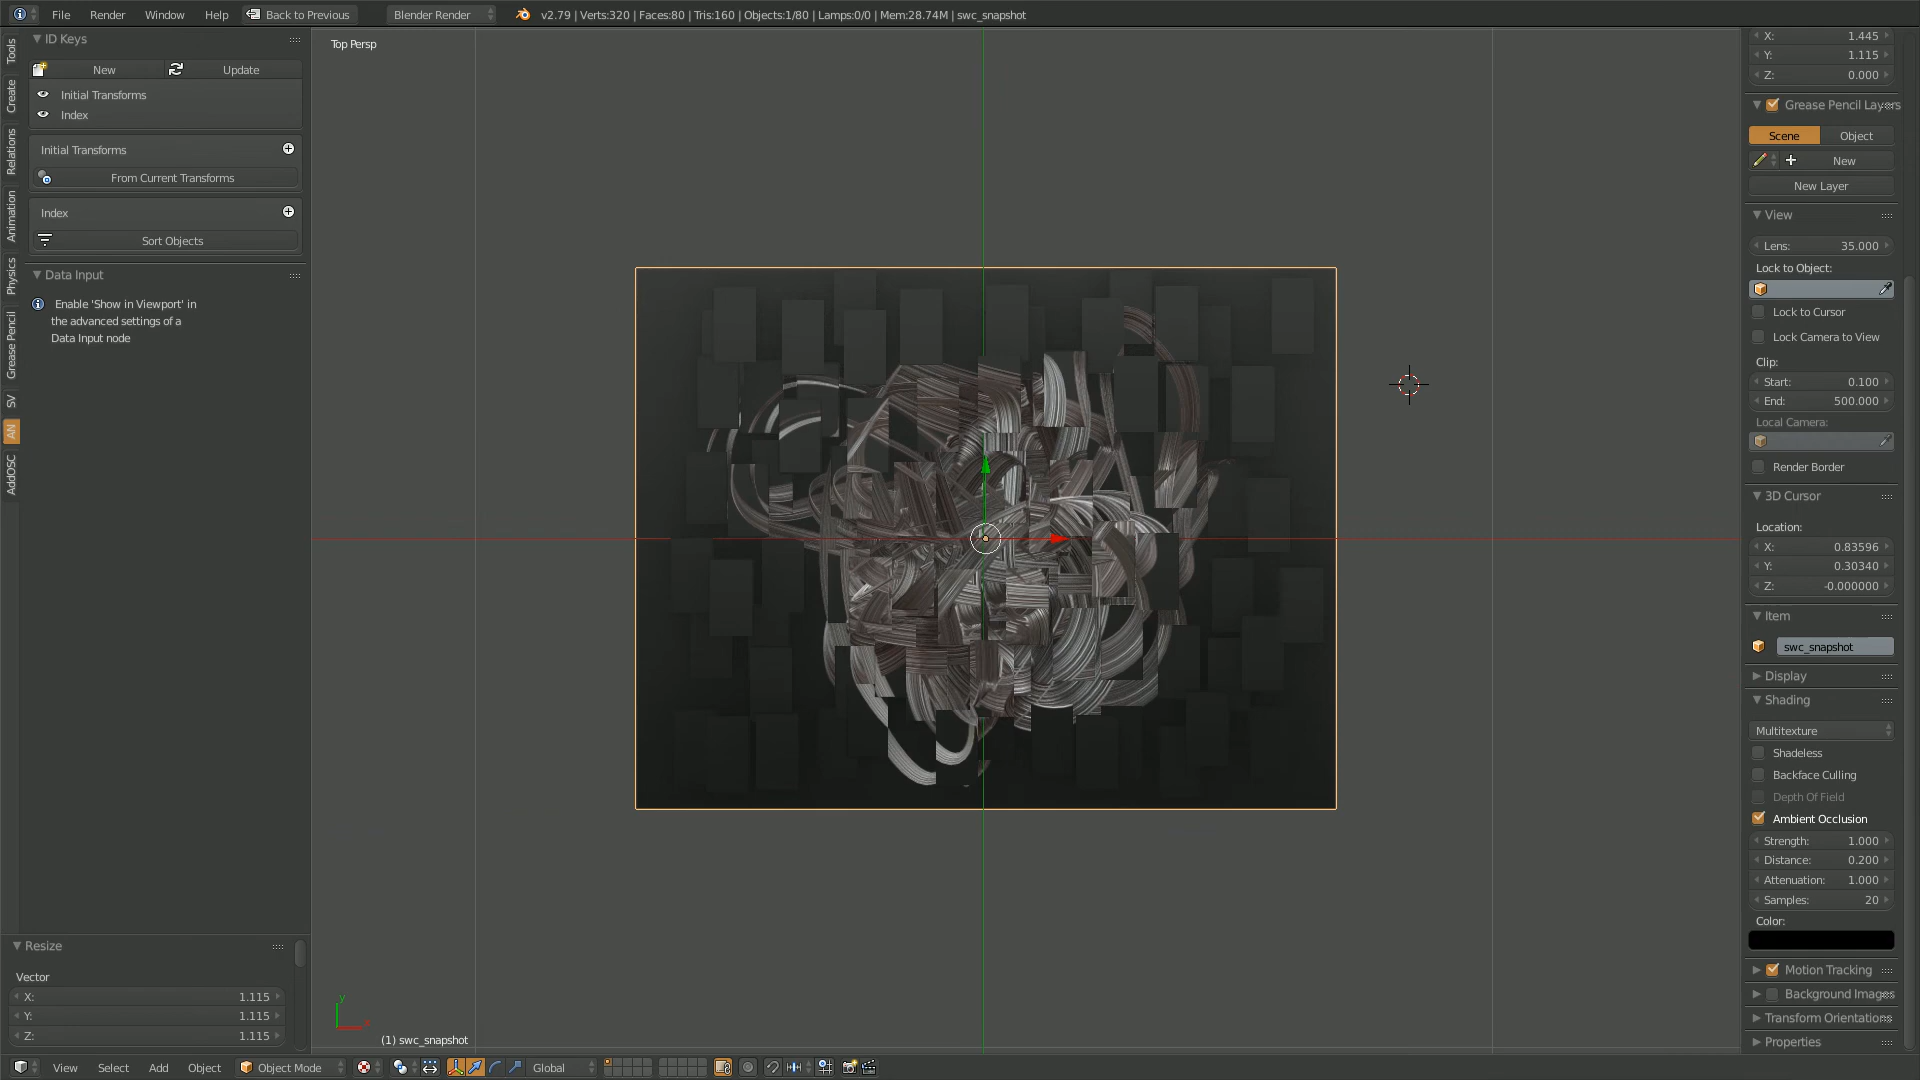 File Render Window Help Back to Previous Blender Render v2.79 | Verts:320 | Faces:80 | Tris:160 | Objects:1/80 | Lamps:0/0 | Mem:28.74M | swc_snapshot
Tools
Create
Relations
Animation
Physics
Grease Pencil
SV
AN
AddOSC
ID Keys
New Update
Initial Transforms
Index
Initial Transforms
From Current Transforms
Index
Sort Objects
Data Input
Enable 'Show in Viewport' in
the advanced settings of a
Data Input node
Resize
Vector
X: 1.115
Y: 1.115
Z: 1.115
Top Persp
Y
X
(1) swc_snapshot
X: 1.445
Y: 1.115
Z: 0.000
Grease Pencil Layers
Scene Object
New
New Layer
View
Lens: 35.000
Lock to Object:
Lock to Cursor
Lock Camera to View
Clip:
Start: 0.100
End: 500.000
Local Camera:
Render Border
3D Cursor
Location:
X: 0.83596
Y: 0.30340
Z: -0.000000
Item
swc_snapshot
Display
Shading
Multitexture
Shadeless
Backface Culling
Depth Of Field
Ambient Occlusion
Strength: 1.000
Distance: 0.200
Attenuation: 1.000
Samples: 20
Color:
Motion Tracking
Background Images
Transform Orientations
Properties
View Select Add Object Object Mode Global